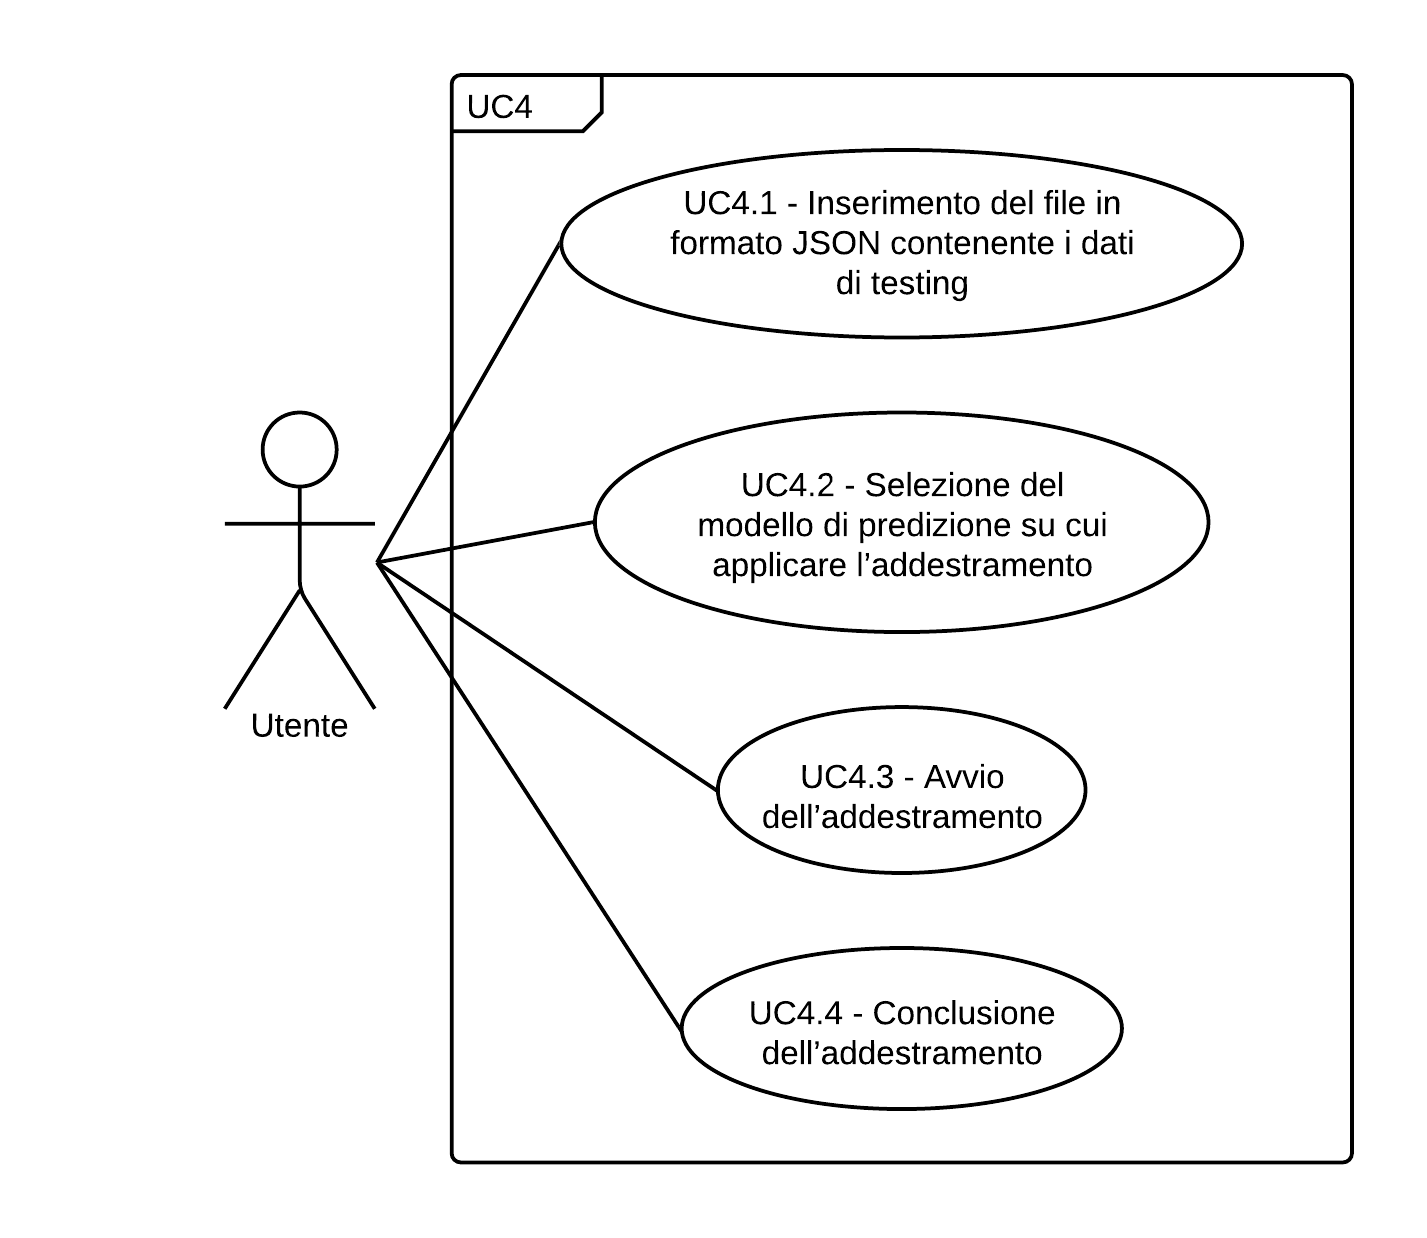 UC4
UC4.1 - Inserimento del file in
formato JSON contenente i dati
di testing
UC4.2 - Selezione del
modello di predizione su cui
applicare l’addestramento
Utente
UC4.3 - Avvio
dell’addestramento
UC4.4 - Conclusione
dell’addestramento